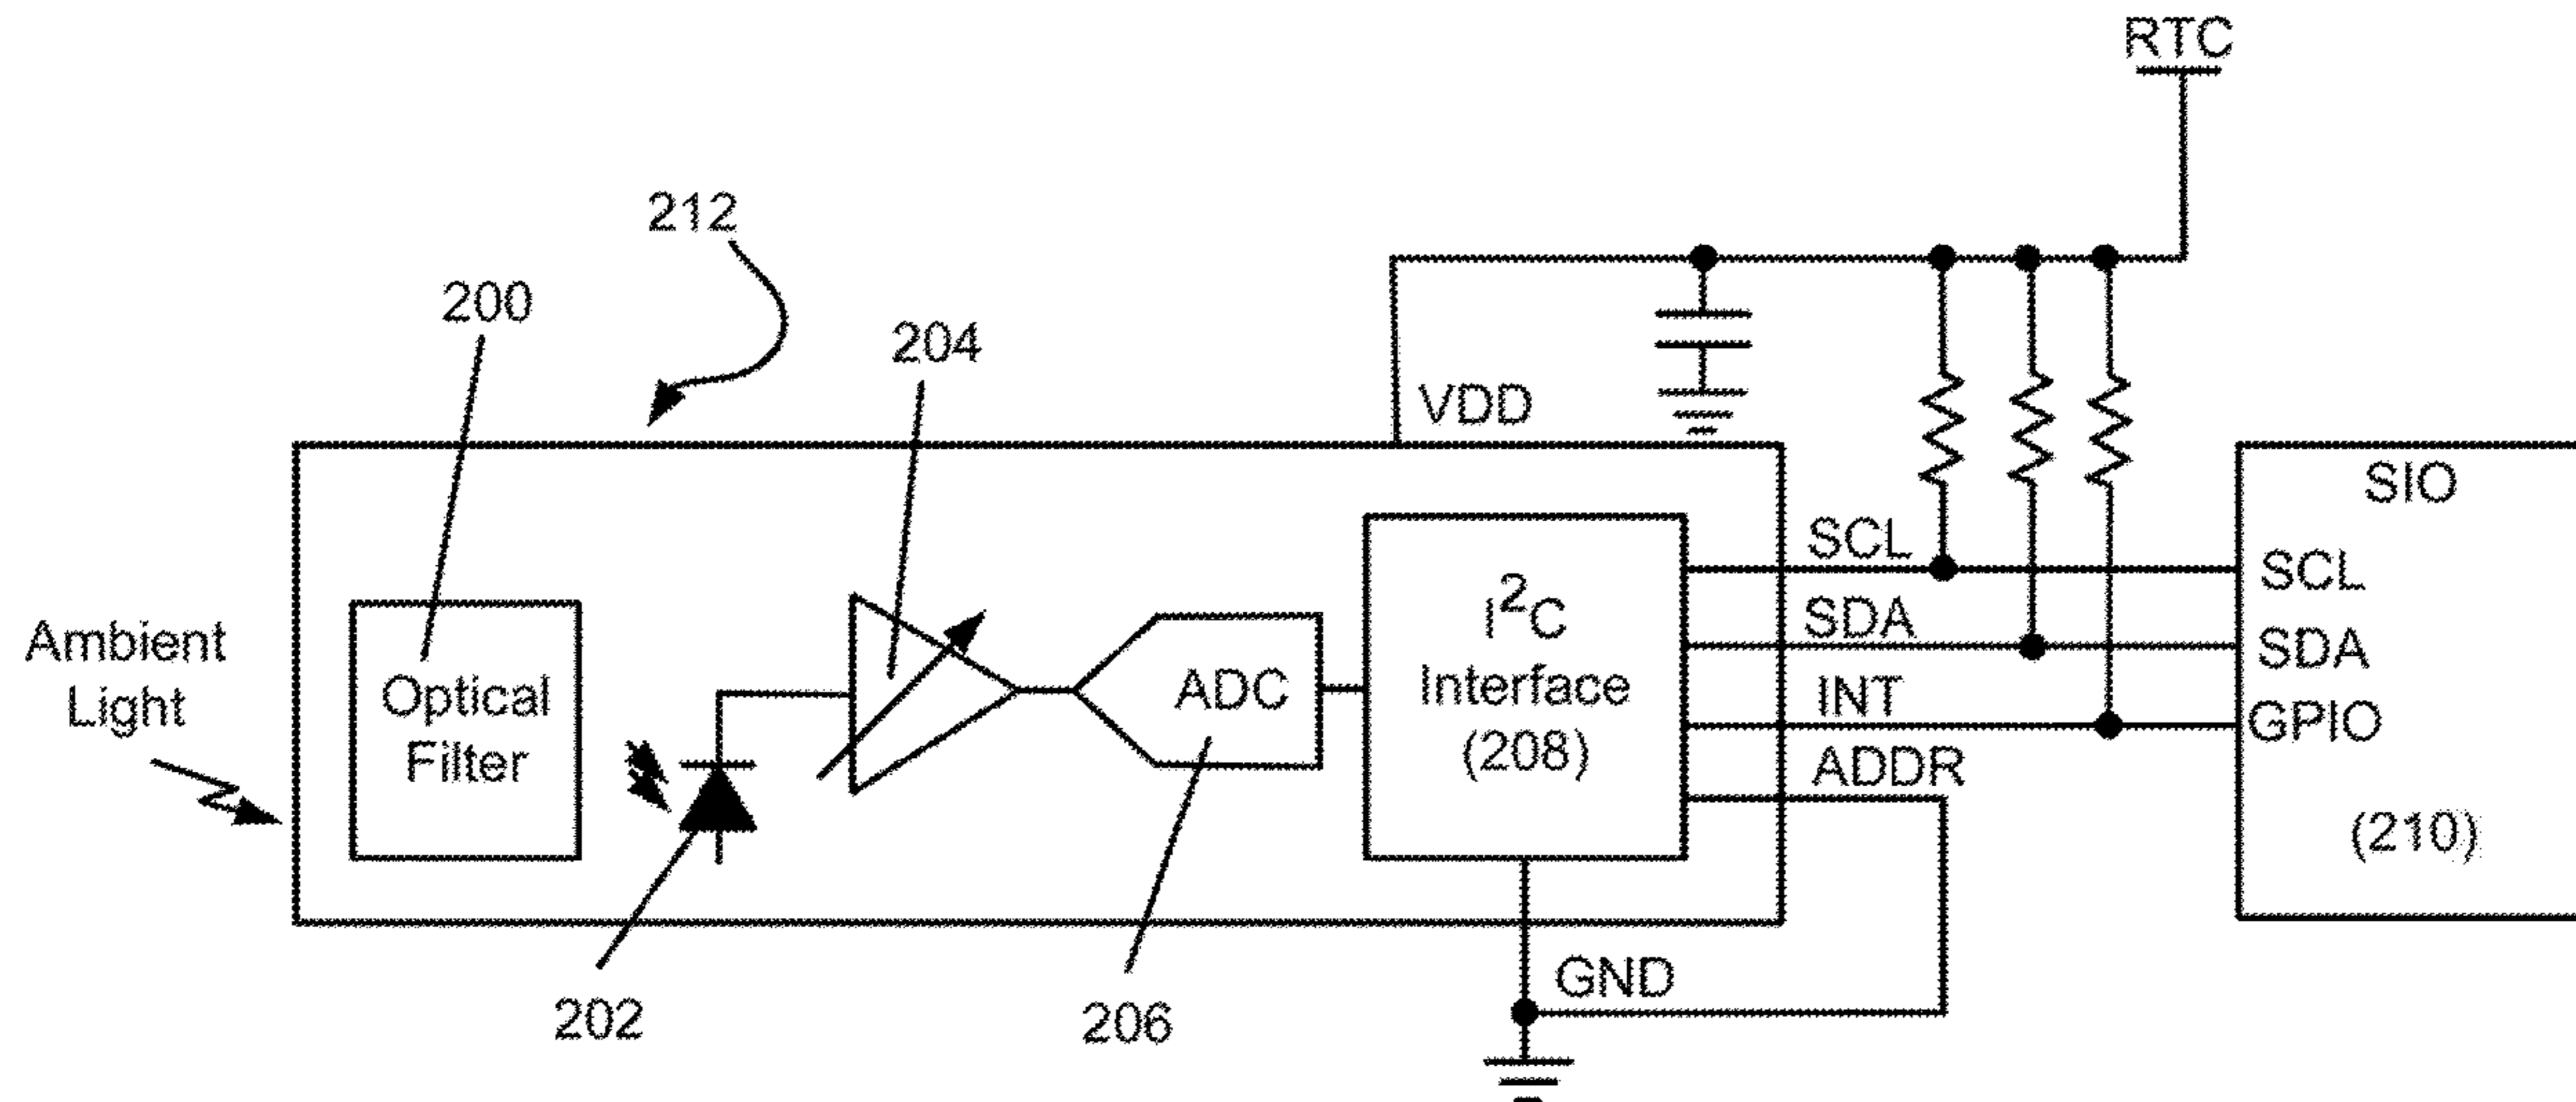 RTC
212
200
204
VDD
SIO
SCL
SCL
I²C
Interface
(208)
SDA
SDA
INT
GPIO
ADDR
Ambient
Light
Optical
Filter
ADC
(210)
GND
202
206